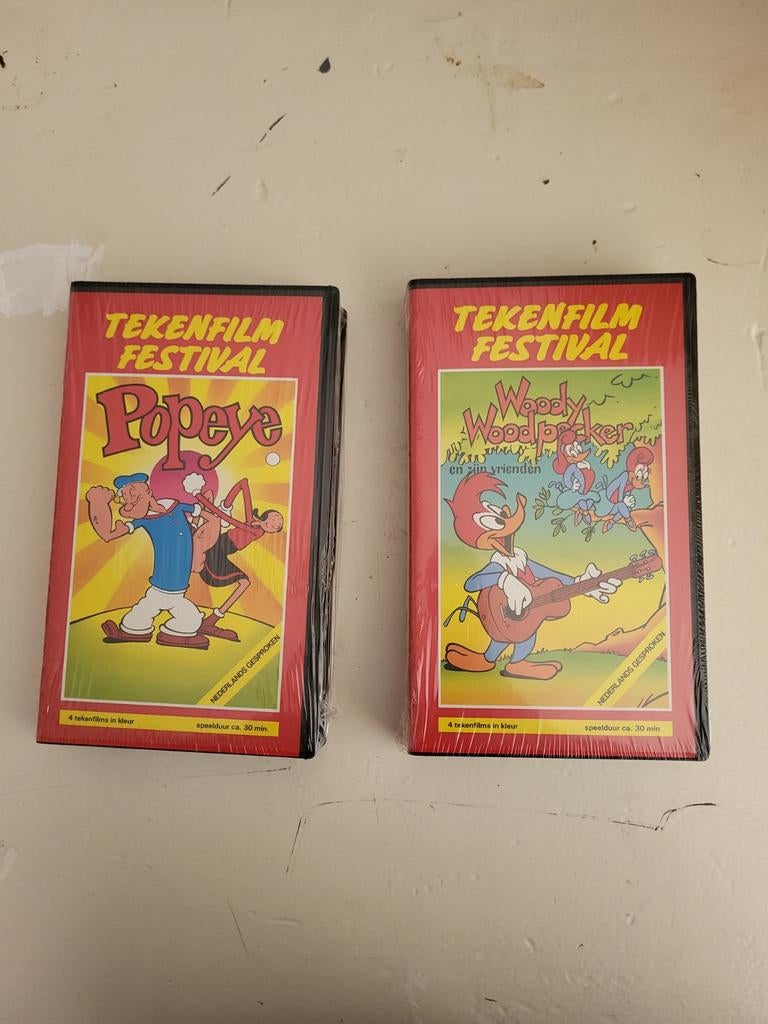 TEKENFILM
FESTIVAL
Popeye
NEDERLANDS GESPROKEN
4 tekenfilms in kleur
speelduur ca. 30 min.
TEKENFILM
FESTIVAL
Woody
Woodpecker
en zijn vrienden
NEDERLANDS GESPROKEN
4 tekenfilms in kleur
speelduur ca. 30 min.